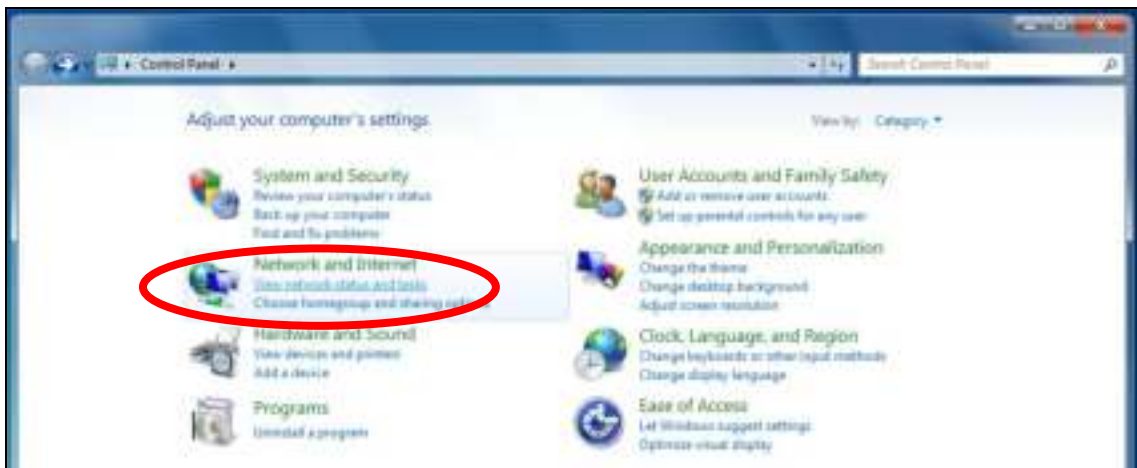 Control Panel
Search Control Panel
Adjust your computer's settings
View by: Category
System and Security
Review your computer's status
Back up your computer
Find and fix problems
Network and Internet
View network status and tasks
Choose homegroup and sharing options
Hardware and Sound
View devices and printers
Add a device
Programs
Uninstall a program
User Accounts and Family Safety
Add or remove user accounts
Set up parental controls for any user
Appearance and Personalization
Change the theme
Change desktop background
Adjust screen resolution
Clock, Language, and Region
Change keyboards or other input methods
Change display language
Ease of Access
Let Windows suggest settings
Optimize visual display